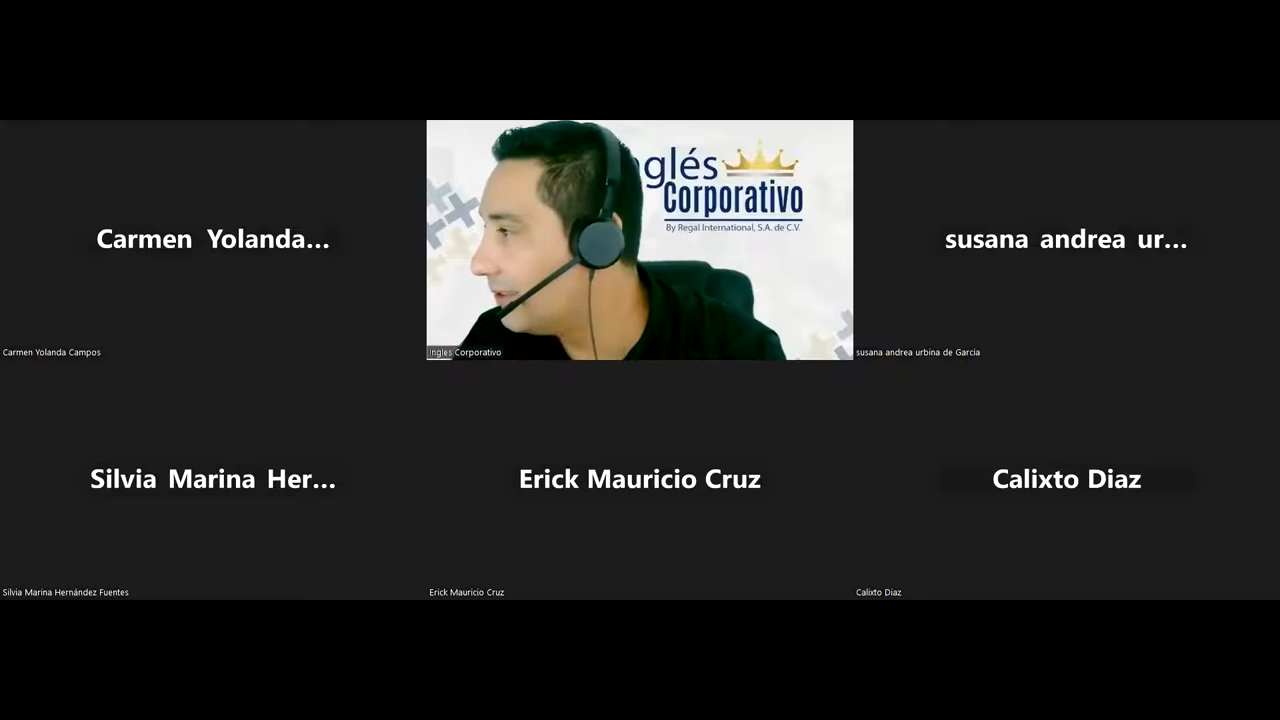 Carmen Yolanda...
Carmen Yolanda Campos
glés
Corporativo
By Regal International, S.A. de C.V.
Ingles Corporativo
susana andrea ur...
susana andrea urbina de Garcia
Silvia Marina Her...
Silvia Marina Hernández Fuentes
Erick Mauricio Cruz
Erick Mauricio Cruz
Calixto Diaz
Calixto Diaz